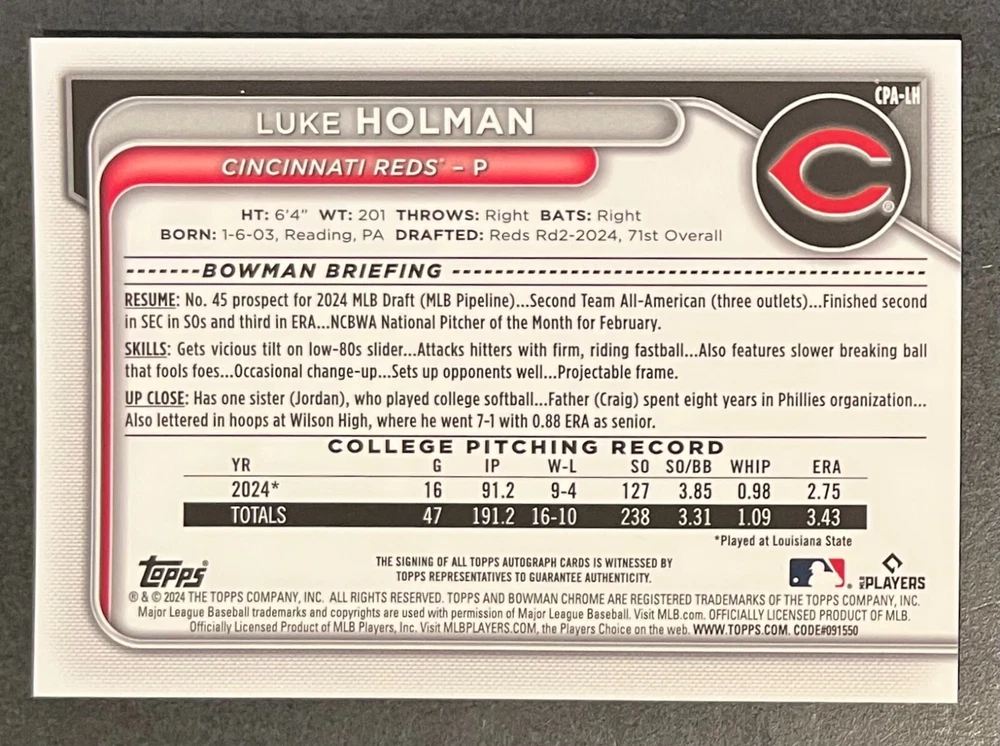 CPA-LH
LUKE HOLMAN
CINCINNATI REDS® – P
C
®
HT: 6'4" WT: 201 THROWS: Right BATS: Right
BORN: 1-6-03, Reading, PA DRAFTED: Reds Rd2-2024, 71st Overall
-------BOWMAN BRIEFING --------------------------------------------
RESUME: No. 45 prospect for 2024 MLB Draft (MLB Pipeline)...Second Team All-American (three outlets)...Finished second
in SEC in SOs and third in ERA...NCBWA National Pitcher of the Month for February.
SKILLS: Gets vicious tilt on low-80s slider...Attacks hitters with firm, riding fastball...Also features slower breaking ball
that fools foes...Occasional change-up...Sets up opponents well...Projectable frame.
UP CLOSE: Has one sister (Jordan), who played college softball...Father (Craig) spent eight years in Phillies organization...
Also lettered in hoops at Wilson High, where he went 7-1 with 0.88 ERA as senior.
COLLEGE PITCHING RECORD
YR G IP W-L SO SO/BB WHIP ERA
2024* 16 91.2 9-4 127 3.85 0.98 2.75
TOTALS 47 191.2 16-10 238 3.31 1.09 3.43
*Played at Louisiana State
Topps®
THE SIGNING OF ALL TOPPS AUTOGRAPH CARDS IS WITNESSED BY
TOPPS REPRESENTATIVES TO GUARANTEE AUTHENTICITY.
MLB PLAYERS
® & © 2024 THE TOPPS COMPANY, INC. ALL RIGHTS RESERVED. TOPPS AND BOWMAN CHROME ARE REGISTERED TRADEMARKS OF THE TOPPS COMPANY, INC.
Major League Baseball trademarks and copyrights are used with permission of Major League Baseball. Visit MLB.com. OFFICIALLY LICENSED PRODUCT OF MLB.
Officially Licensed Product of MLB Players, Inc. Visit MLBPLAYERS.COM, the Players Choice on the web. WWW.TOPPS.COM. CODE#091550